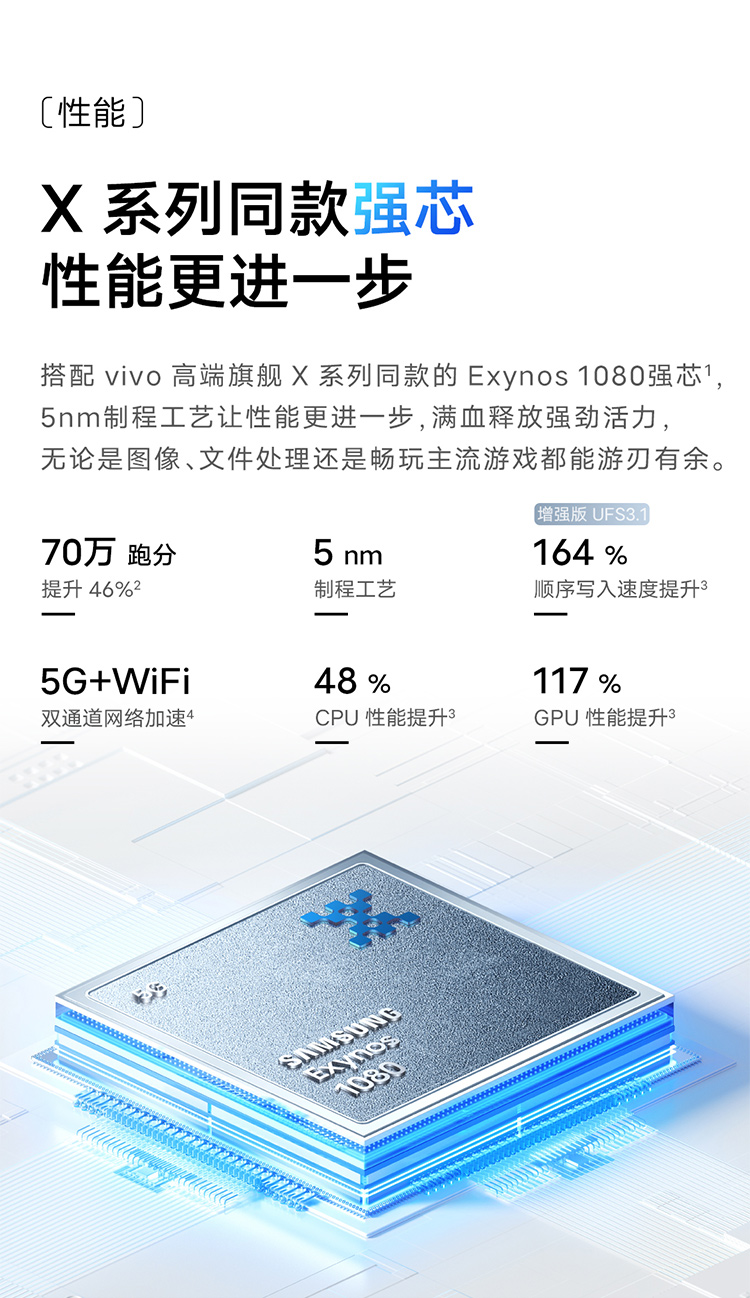 〔性能〕
X 系列同款强芯
性能更进一步
搭配 vivo 高端旗舰 X 系列同款的 Exynos 1080强芯¹,
5nm制程工艺让性能更进一步,满血释放强劲活力,
无论是图像、文件处理还是畅玩主流游戏都能游刃有余。
增强版 UFS3.1
70万 跑分
5 nm
164 %
提升 46%²
制程工艺
顺序写入速度提升³
5G+WiFi
48 %
117 %
双通道网络加速⁴
CPU 性能提升³
GPU 性能提升³
5G
SAMSUNG
Exynos
1080